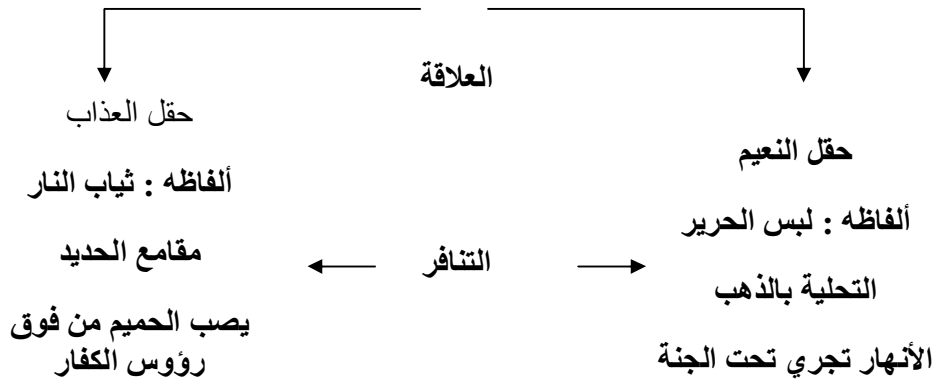 العلاقة
حقل النعيم
ألفاظه : لبس الحرير
التحلية بالذهب
الأنهار تجري تحت الجنة
التنافر
حقل العذاب
ألفاظه : ثياب النار
مقامع الحديد
يصب الحميم من فوق
رؤوس الكفار